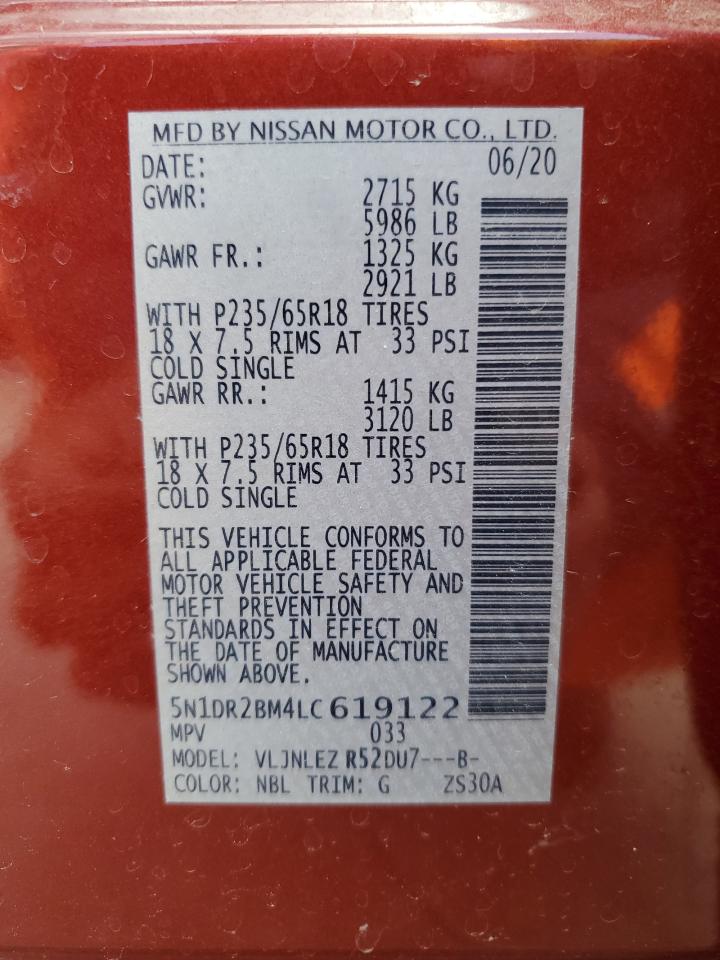 MFD BY NISSAN MOTOR CO., LTD.
DATE: 06/20
GVWR: 2715 KG
5986 LB
GAWR FR.: 1325 KG
2921 LB
WITH P235/65R18 TIRES
18 X 7.5 RIMS AT 33 PSI
COLD SINGLE
GAWR RR.: 1415 KG
3120 LB
WITH P235/65R18 TIRES
18 X 7.5 RIMS AT 33 PSI
COLD SINGLE
THIS VEHICLE CONFORMS TO
ALL APPLICABLE FEDERAL
MOTOR VEHICLE SAFETY AND
THEFT PREVENTION
STANDARDS IN EFFECT ON
THE DATE OF MANUFACTURE
SHOWN ABOVE.
5N1DR2BM4LC619122
MPV 033
MODEL: VLJNLEZ R52DU7---B-
COLOR: NBL TRIM: G ZS30A